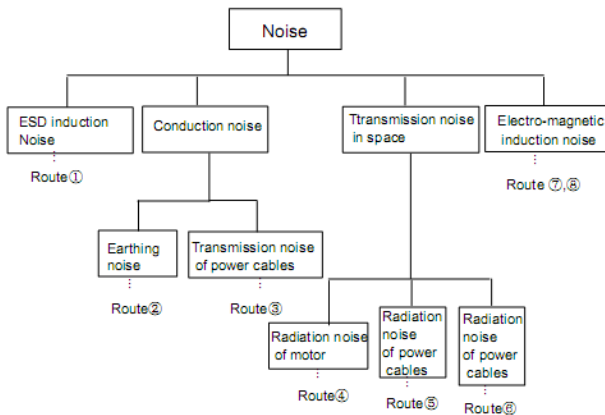 Noise
ESD induction
Noise
Conduction noise
Ttransmission noise
in space
Electro-magnetic
induction noise
Route①
Route ⑦,⑧
Earthing
noise
Transmission noise
of power cables
Route②
Route③
Radiation noise
of motor
Radiation
noise
of power
cables
Radiation
noise
of power
cables
Route④
Route⑤
Route⑥